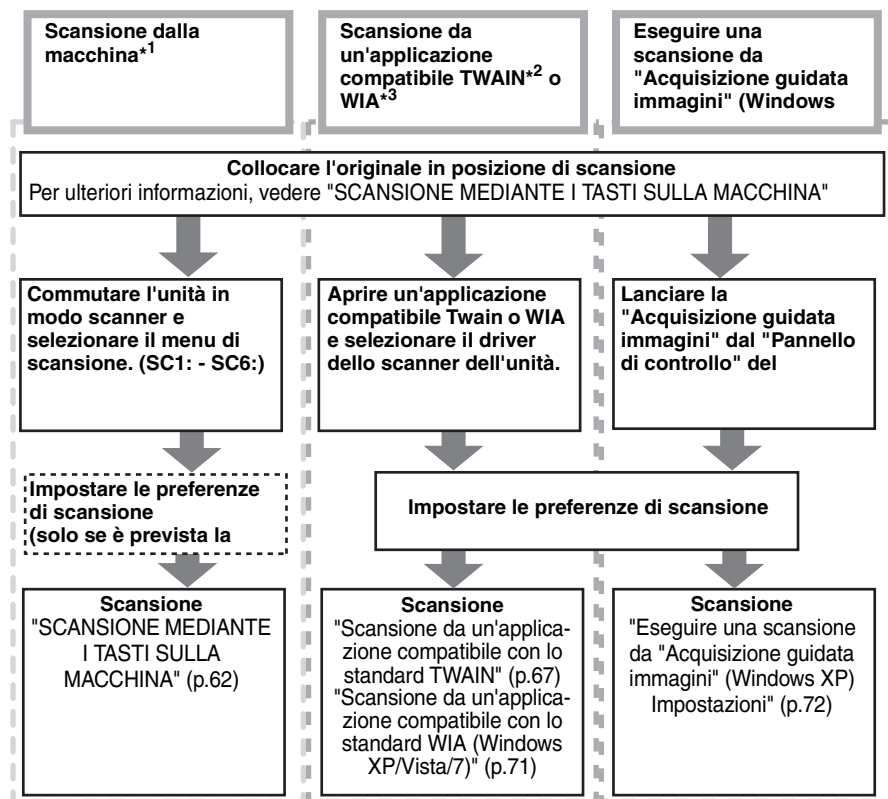 Scansione dalla
macchina*1
Scansione da
un'applicazione
compatibile TWAIN*2 o
WIA*3
Eseguire una
scansione da
"Acquisizione guidata
immagini" (Windows
Collocare l'originale in posizione di scansione
Per ulteriori informazioni, vedere "SCANSIONE MEDIANTE I TASTI SULLA MACCHINA"
Commutare l'unità in
modo scanner e
selezionare il menu di
scansione. (SC1: - SC6:)
Aprire un'applicazione
compatibile Twain o WIA
e selezionare il driver
dello scanner dell'unità.
Lanciare la
"Acquisizione guidata
immagini" dal "Pannello
di controllo" del
Impostare le preferenze
di scansione
(solo se è prevista la
Impostare le preferenze di scansione
Scansione
"SCANSIONE MEDIANTE
I TASTI SULLA
MACCHINA" (p.62)
Scansione
"Scansione da un'applica-
zione compatibile con lo
standard TWAIN" (p.67)
"Scansione da un'applica-
zione compatibile con lo
standard WIA (Windows
XP/Vista/7)" (p.71)
Scansione
"Eseguire una scansione
da "Acquisizione guidata
immagini" (Windows XP)
Impostazioni" (p.72)